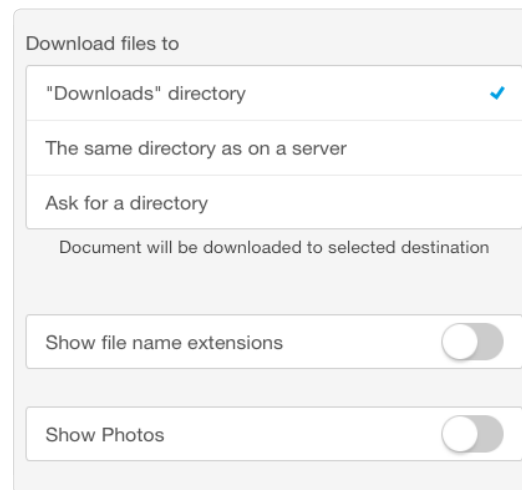 Download files to
"Downloads" directory
The same directory as on a server
Ask for a directory
Document will be downloaded to selected destination
Show file name extensions
Show Photos